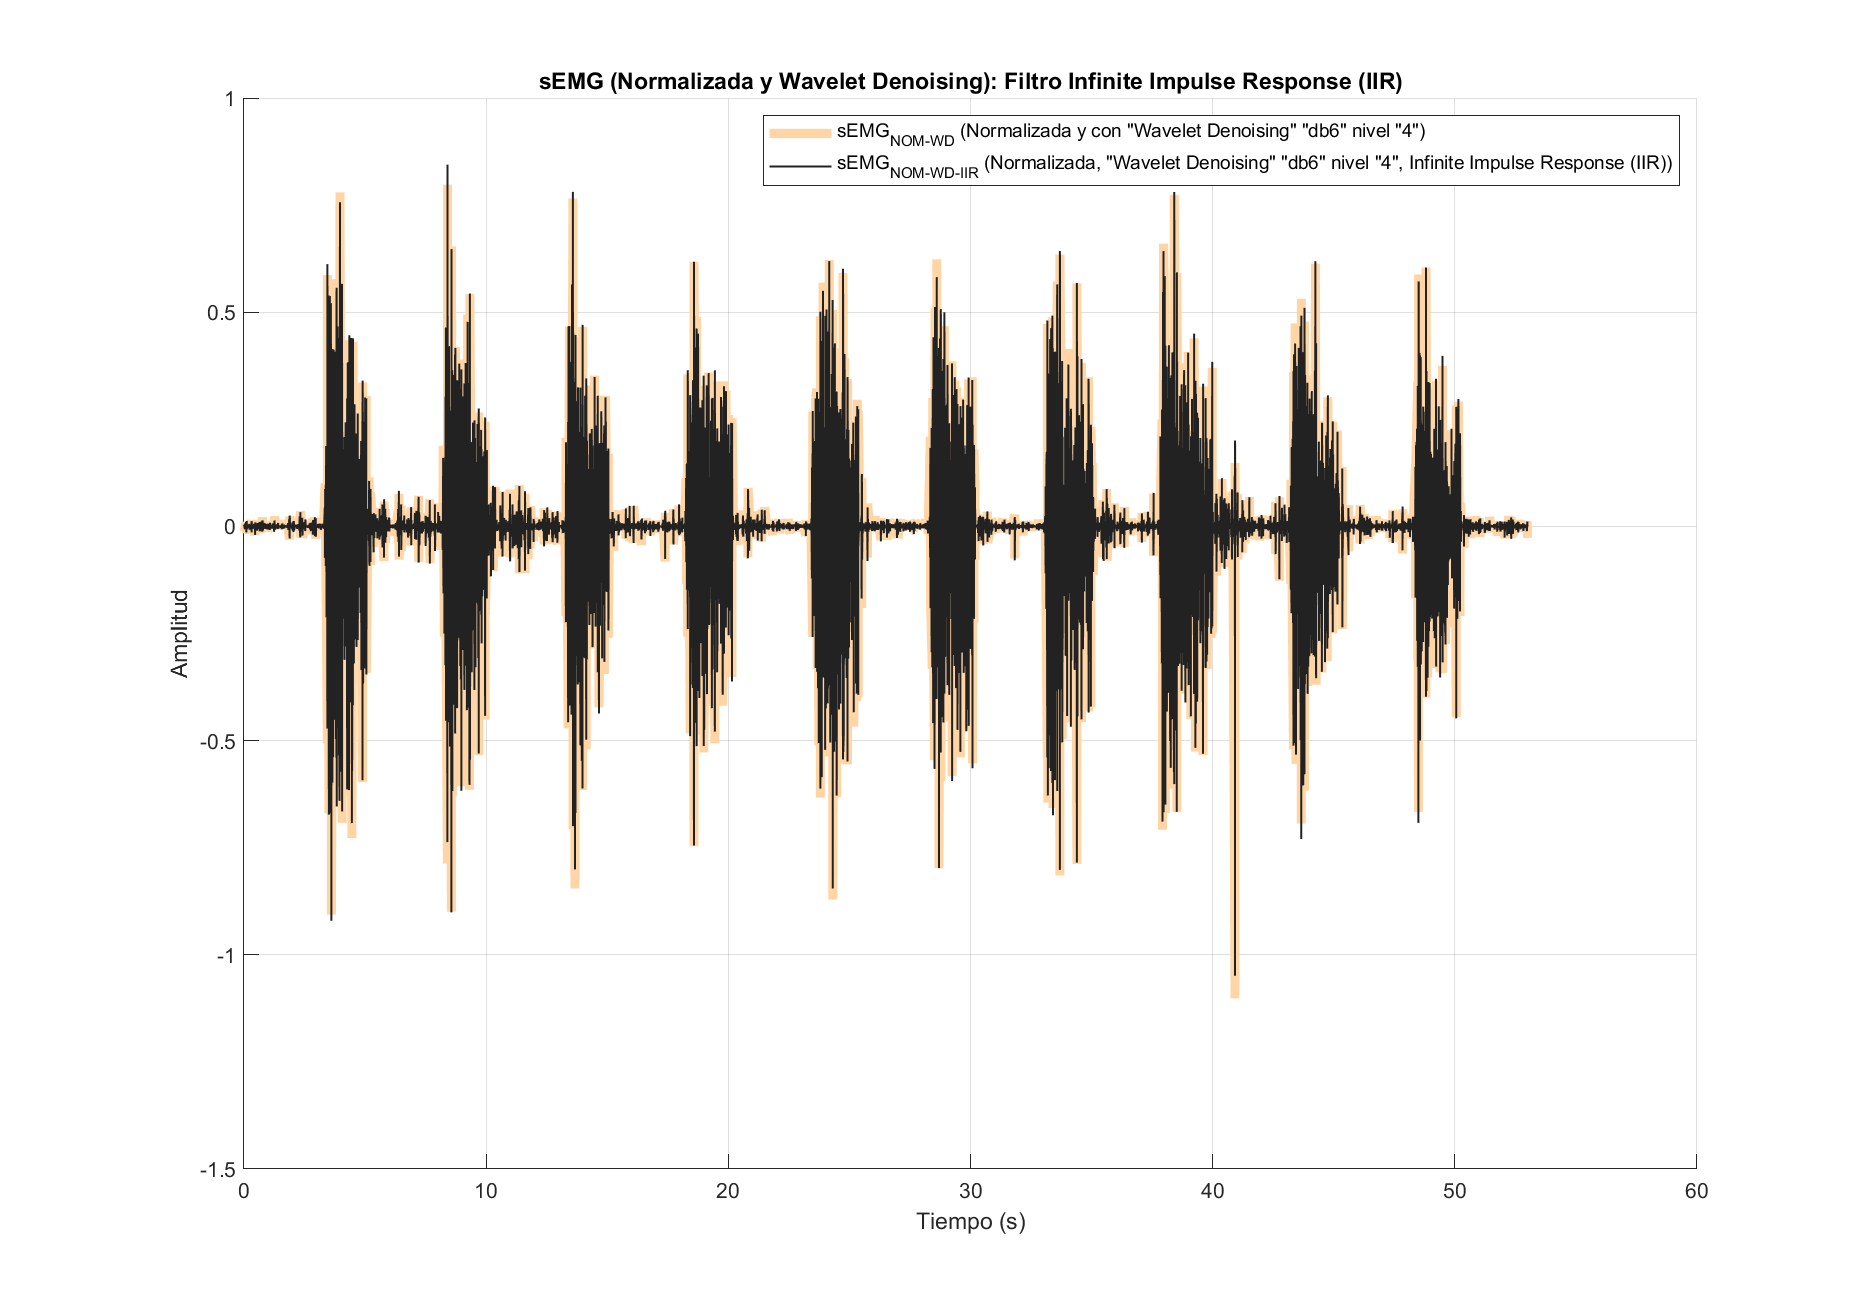 sEMG (Normalizada y Wavelet Denoising): Filtro Infinite Impulse Response (IIR)
sEMG_NOM-WD (Normalizada y con "Wavelet Denoising" "db6" nivel "4")
sEMG_NOM-WD-IIR (Normalizada, "Wavelet Denoising" "db6" nivel "4", Infinite Impulse Response (IIR))
1
0.5
0
-0.5
-1
-1.5
Amplitud
0 10 20 30 40 50 60
Tiempo (s)